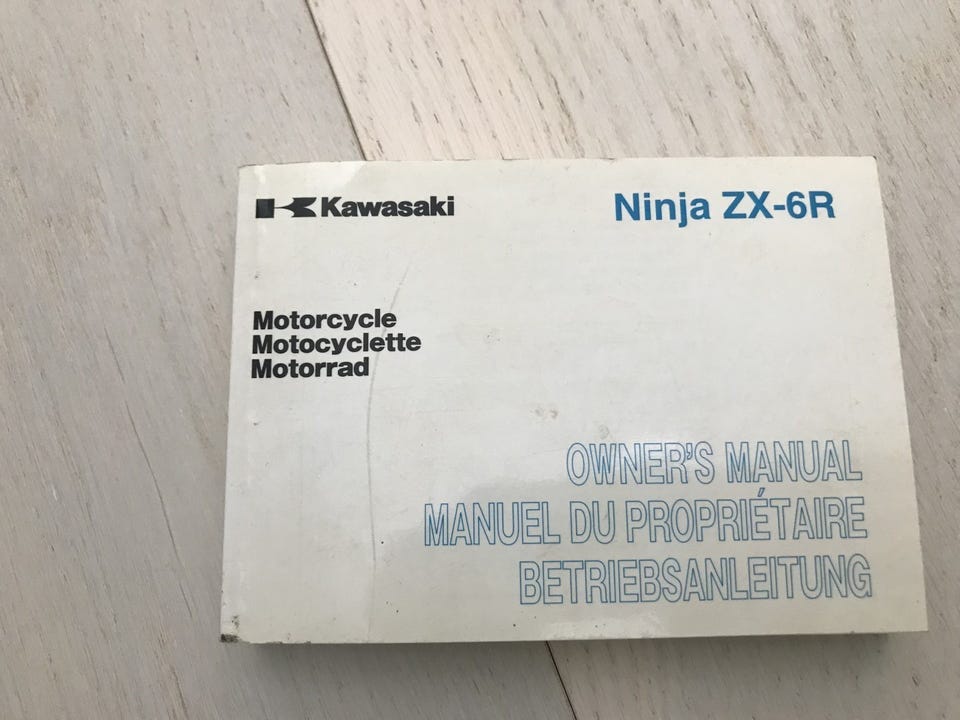 Kawasaki
Ninja ZX-6R
Motorcycle
Motocyclette
Motorrad
OWNER'S MANUAL
MANUEL DU PROPRIÉTAIRE
BETRIEBSANLEITUNG